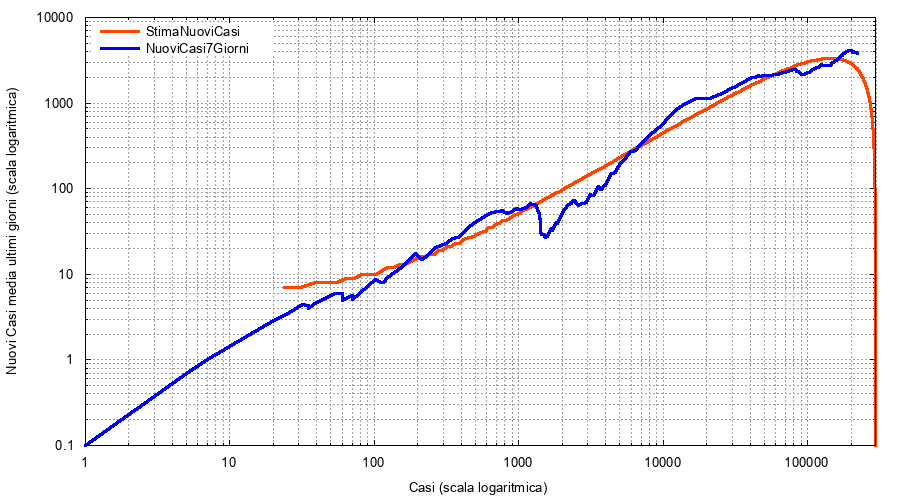 10000
StimaNuoviCasi
NuoviCasi7Giorni
1000
100
10
1
0.1
Nuovi Casi media ultimi giorni (scala logaritmica)
1 10 100 1000 10000 100000
Casi (scala logaritmica)